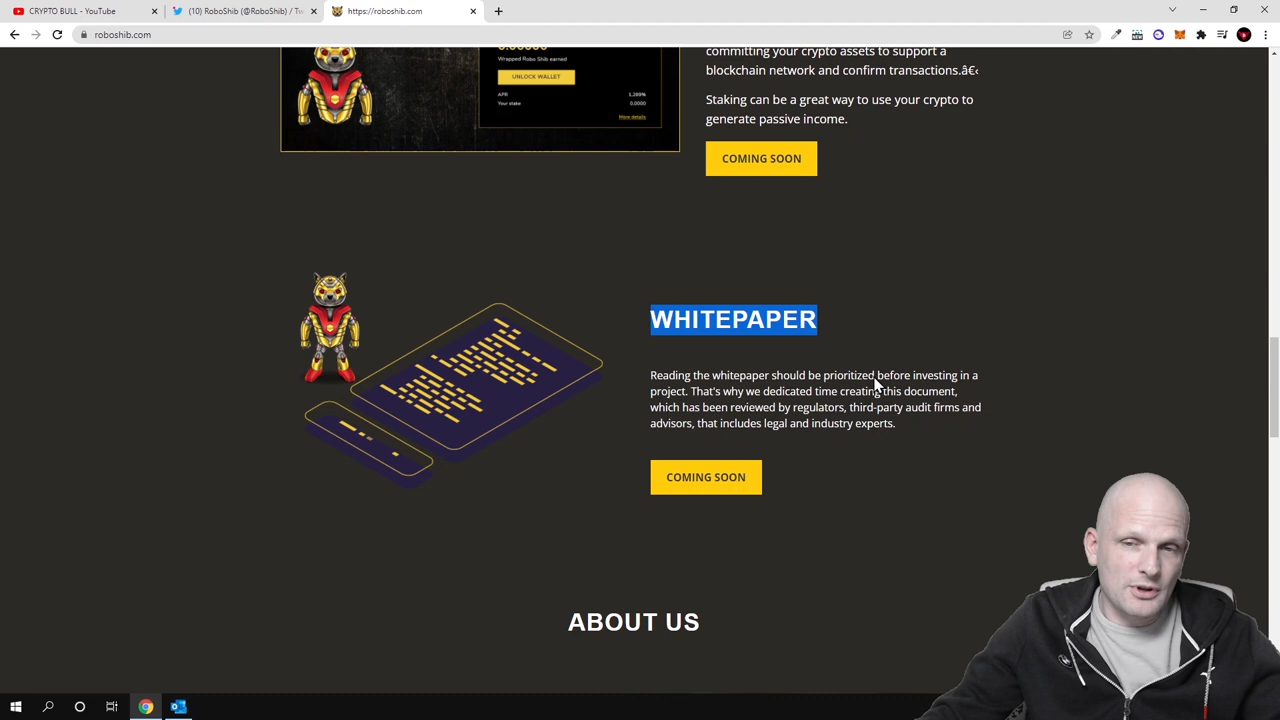 CRYPTO BULL - YouTube
(10) RoboShib (@RoboShib) / Tw
https://roboshib.com
roboshib.com
Wrapped Robo Shib earned
UNLOCK WALLET
APR 1,289%
Your stake 0.0000
More details
committing your crypto assets to support a
blockchain network and confirm transactions.â€‹
Staking can be a great way to use your crypto to
generate passive income.
COMING SOON
WHITEPAPER
Reading the whitepaper should be prioritized before investing in a
project. That's why we dedicated time creating this document,
which has been reviewed by regulators, third-party audit firms and
advisors, that includes legal and industry experts.
COMING SOON
ABOUT US